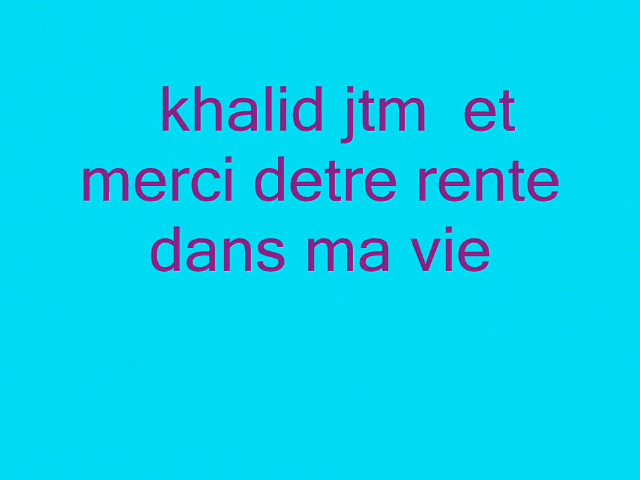 khalid jtm et
merci detre rente
dans ma vie